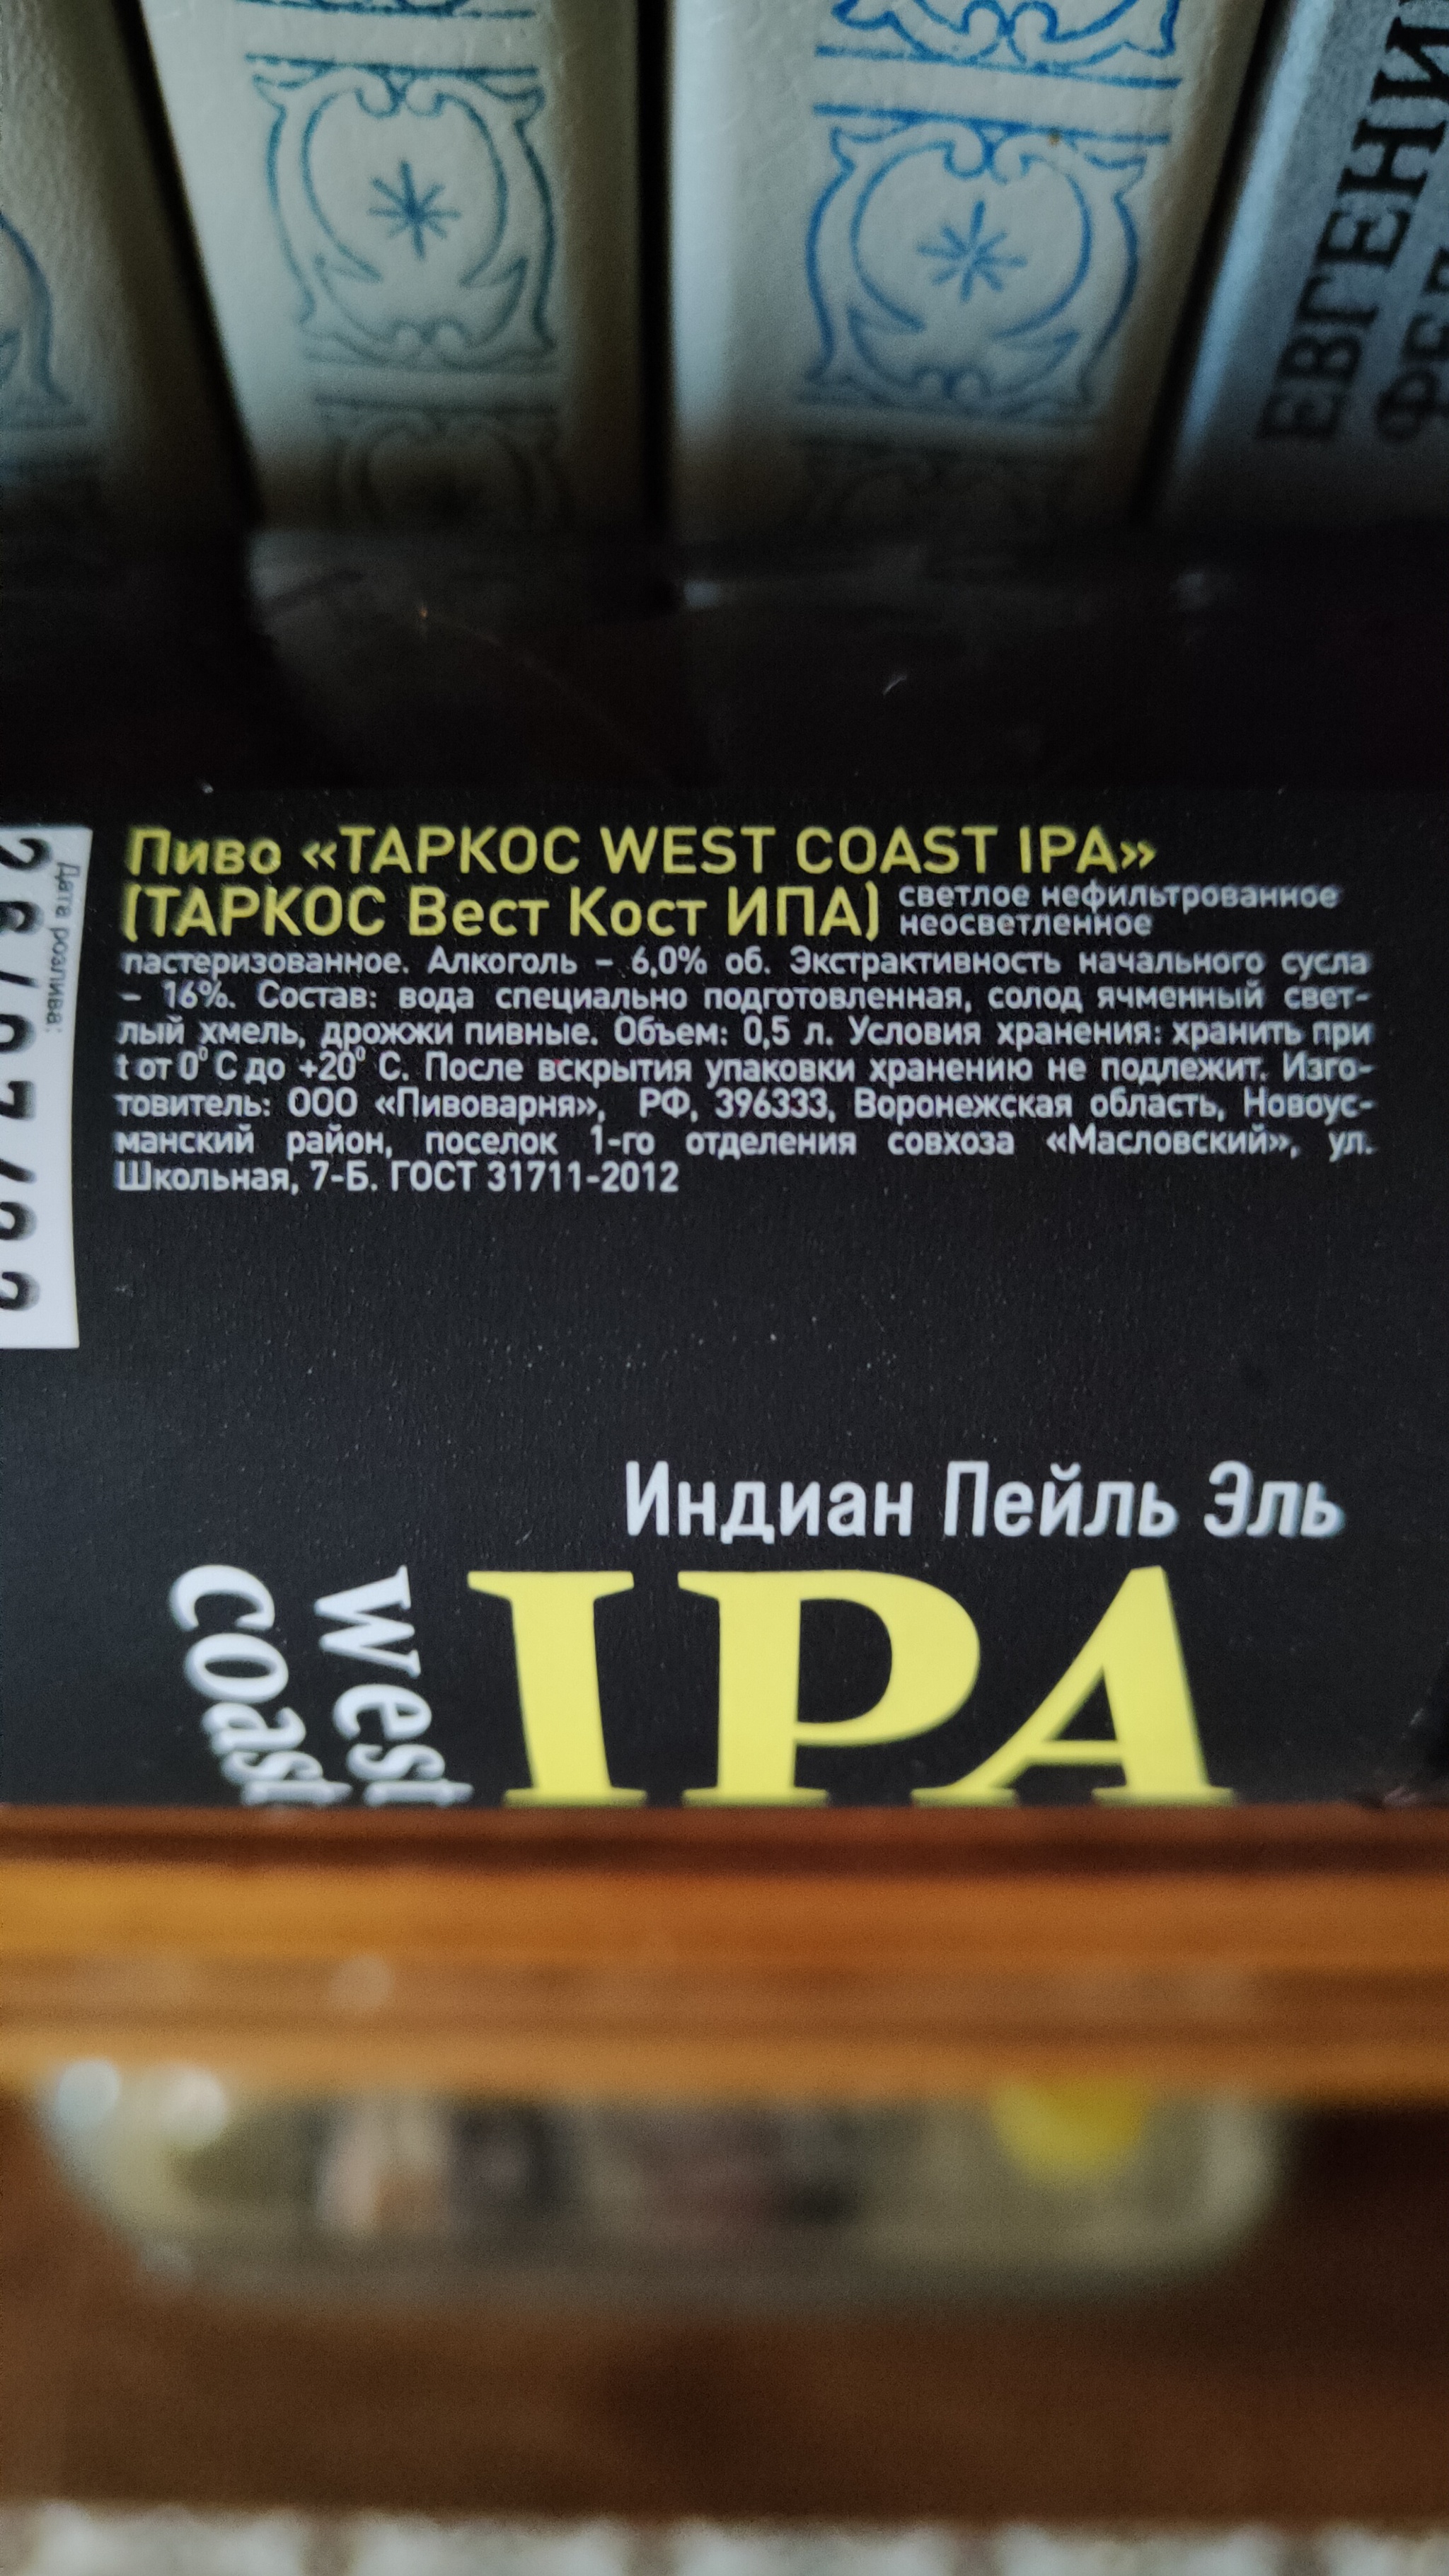 ЕВГЕНИ
Дата розлива:
Пиво «ТАРКОС WEST COAST IPA»
(ТАРКОС Вест Кост ИПА) светлое нефильтрованное
неосветленное
пастеризованное. Алкоголь – 6,0% об. Экстрактивность начального сусла
– 16%. Состав: вода специально подготовленная, солод ячменный свет-
лый хмель, дрожжи пивные. Объем: 0,5 л. Условия хранения: хранить при
t от 0⁰ С до +20⁰ С. После вскрытия упаковки хранению не подлежит. Изго-
товитель: ООО «Пивоварня», РФ, 396333, Воронежская область, Новоус-
манский район, поселок 1-го отделения совхоза «Масловский», ул.
Школьная, 7-Б. ГОСТ 31711-2012
Индиан Пейль Эль
West
Coast
IPA